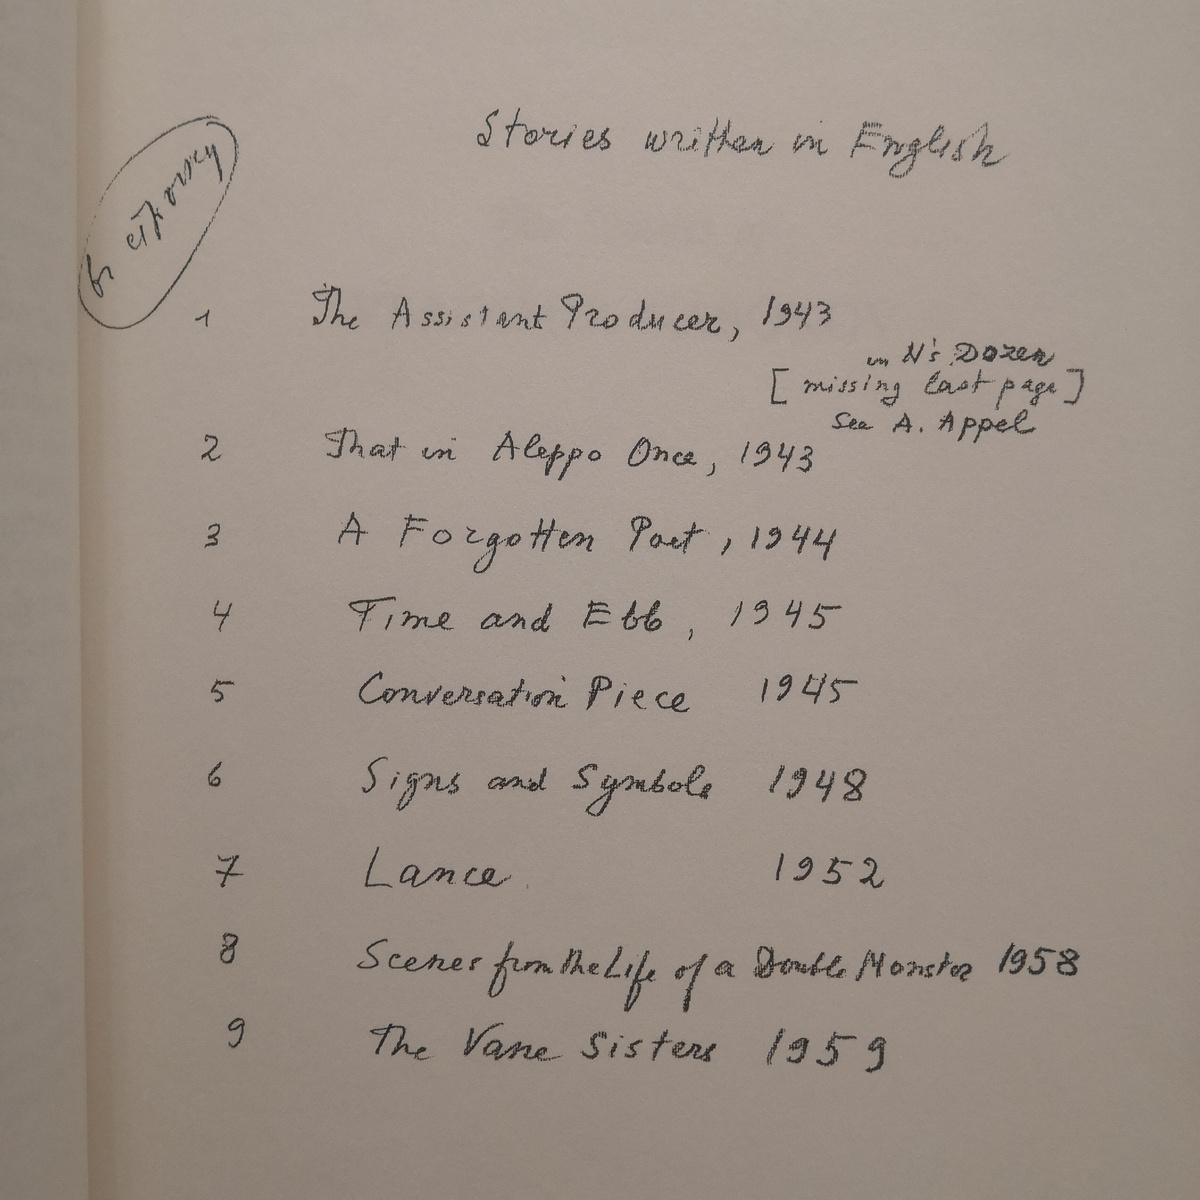 Stories written in English
1 The Assistant Producer, 1943
in N's Dozen
[missing last page]
See A. Appel
2 That in Aleppo Once, 1943
3 A Forgotten Poet, 1944
4 Time and Ebb, 1945
5 Conversation Piece 1945
6 Signs and Symbols 1948
7 Lance 1952
8 Scenes from the Life of a Double Monster 1958
9 The Vane Sisters 1959